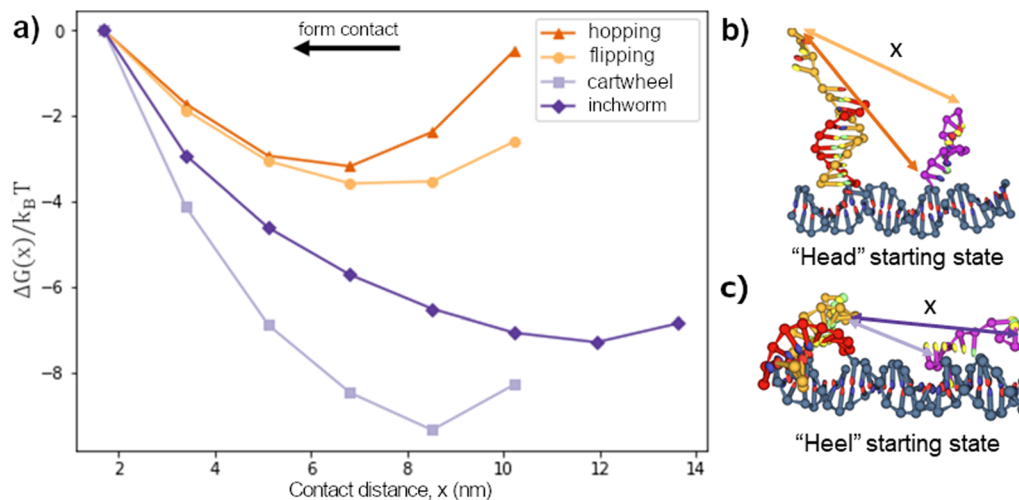 a)
form contact
hopping
flipping
cartwheel
inchworm
ΔG(x)/k_BT
0
−2
−4
−6
−8
2 4 6 8 10 12 14
Contact distance, x (nm)
b)
x
“Head” starting state
c)
x
“Heel” starting state